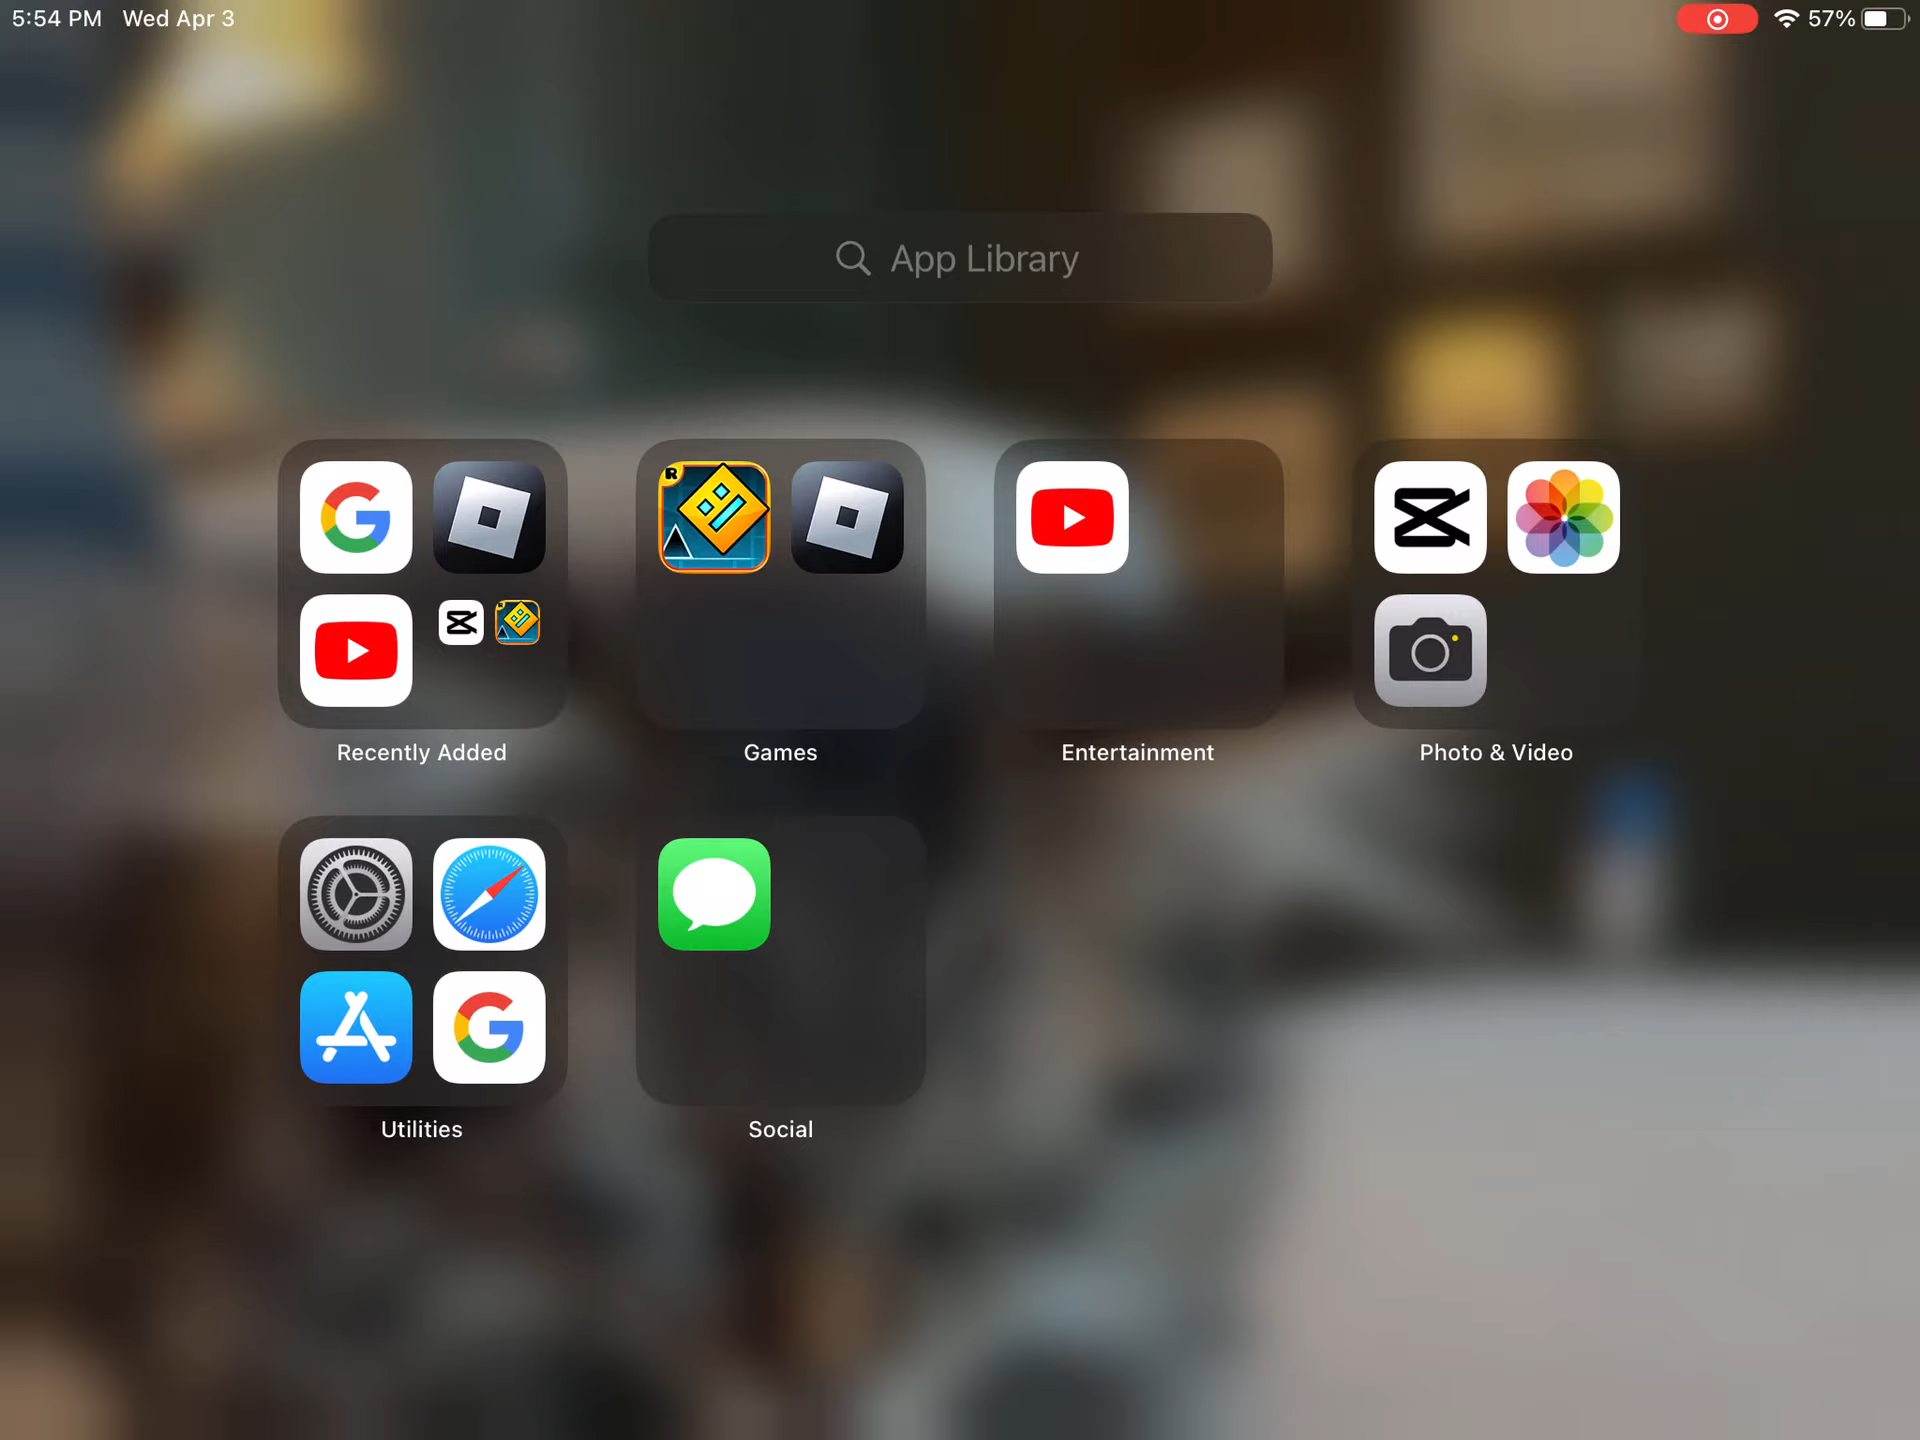 5:54 PM Wed Apr 3
57%
App Library
Recently Added
Games
Entertainment
Photo & Video
Utilities
Social